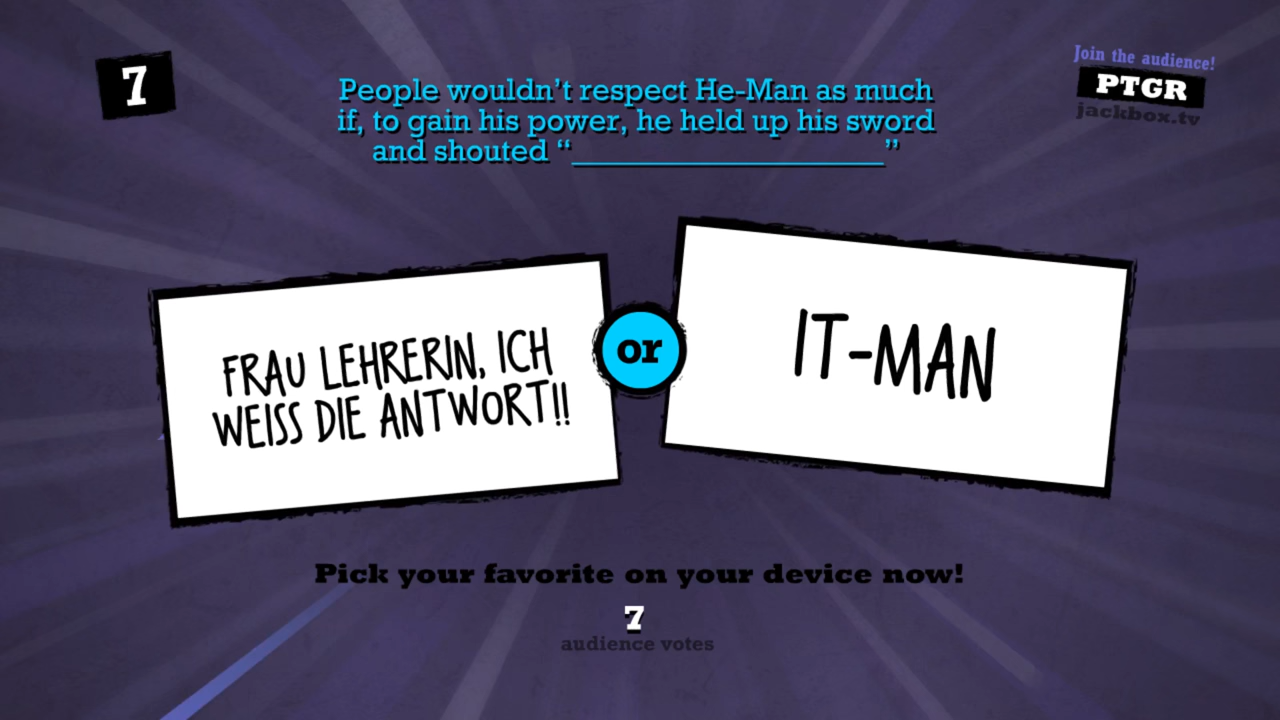 7
People wouldn't respect He-Man as much
if, to gain his power, he held up his sword
and shouted “____________________”
Join the audience!
PTGR
jackbox.tv
FRAU LEHRERIN, ICH
WEISS DIE ANTWORT!!
or
IT-MAN
Pick your favorite on your device now!
7
audience votes